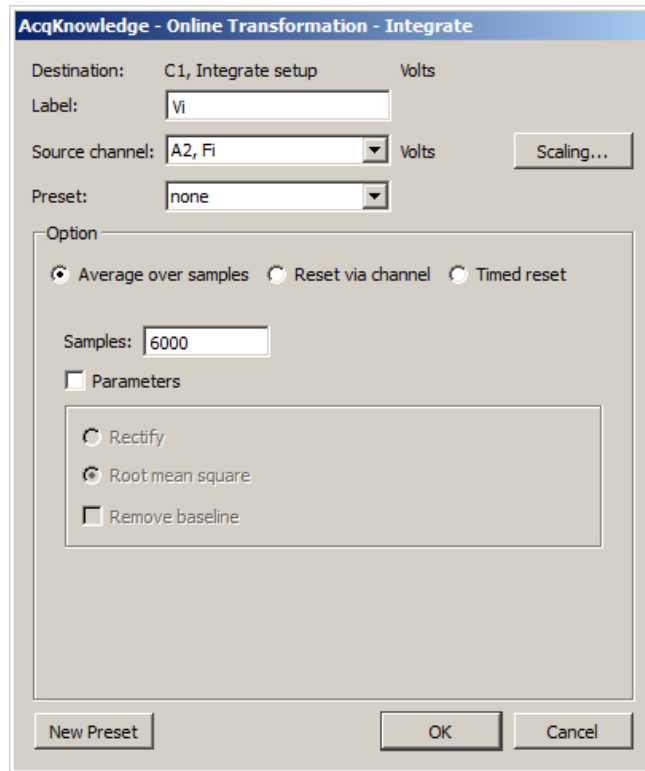 AcqKnowledge - Online Transformation - Integrate
Destination: C1, Integrate setup Volts
Label: Vi
Source channel: A2, Fi Volts Scaling...
Preset: none
Option
Average over samples Reset via channel Timed reset
Samples: 6000
Parameters
Rectify
Root mean square
Remove baseline
New Preset OK Cancel